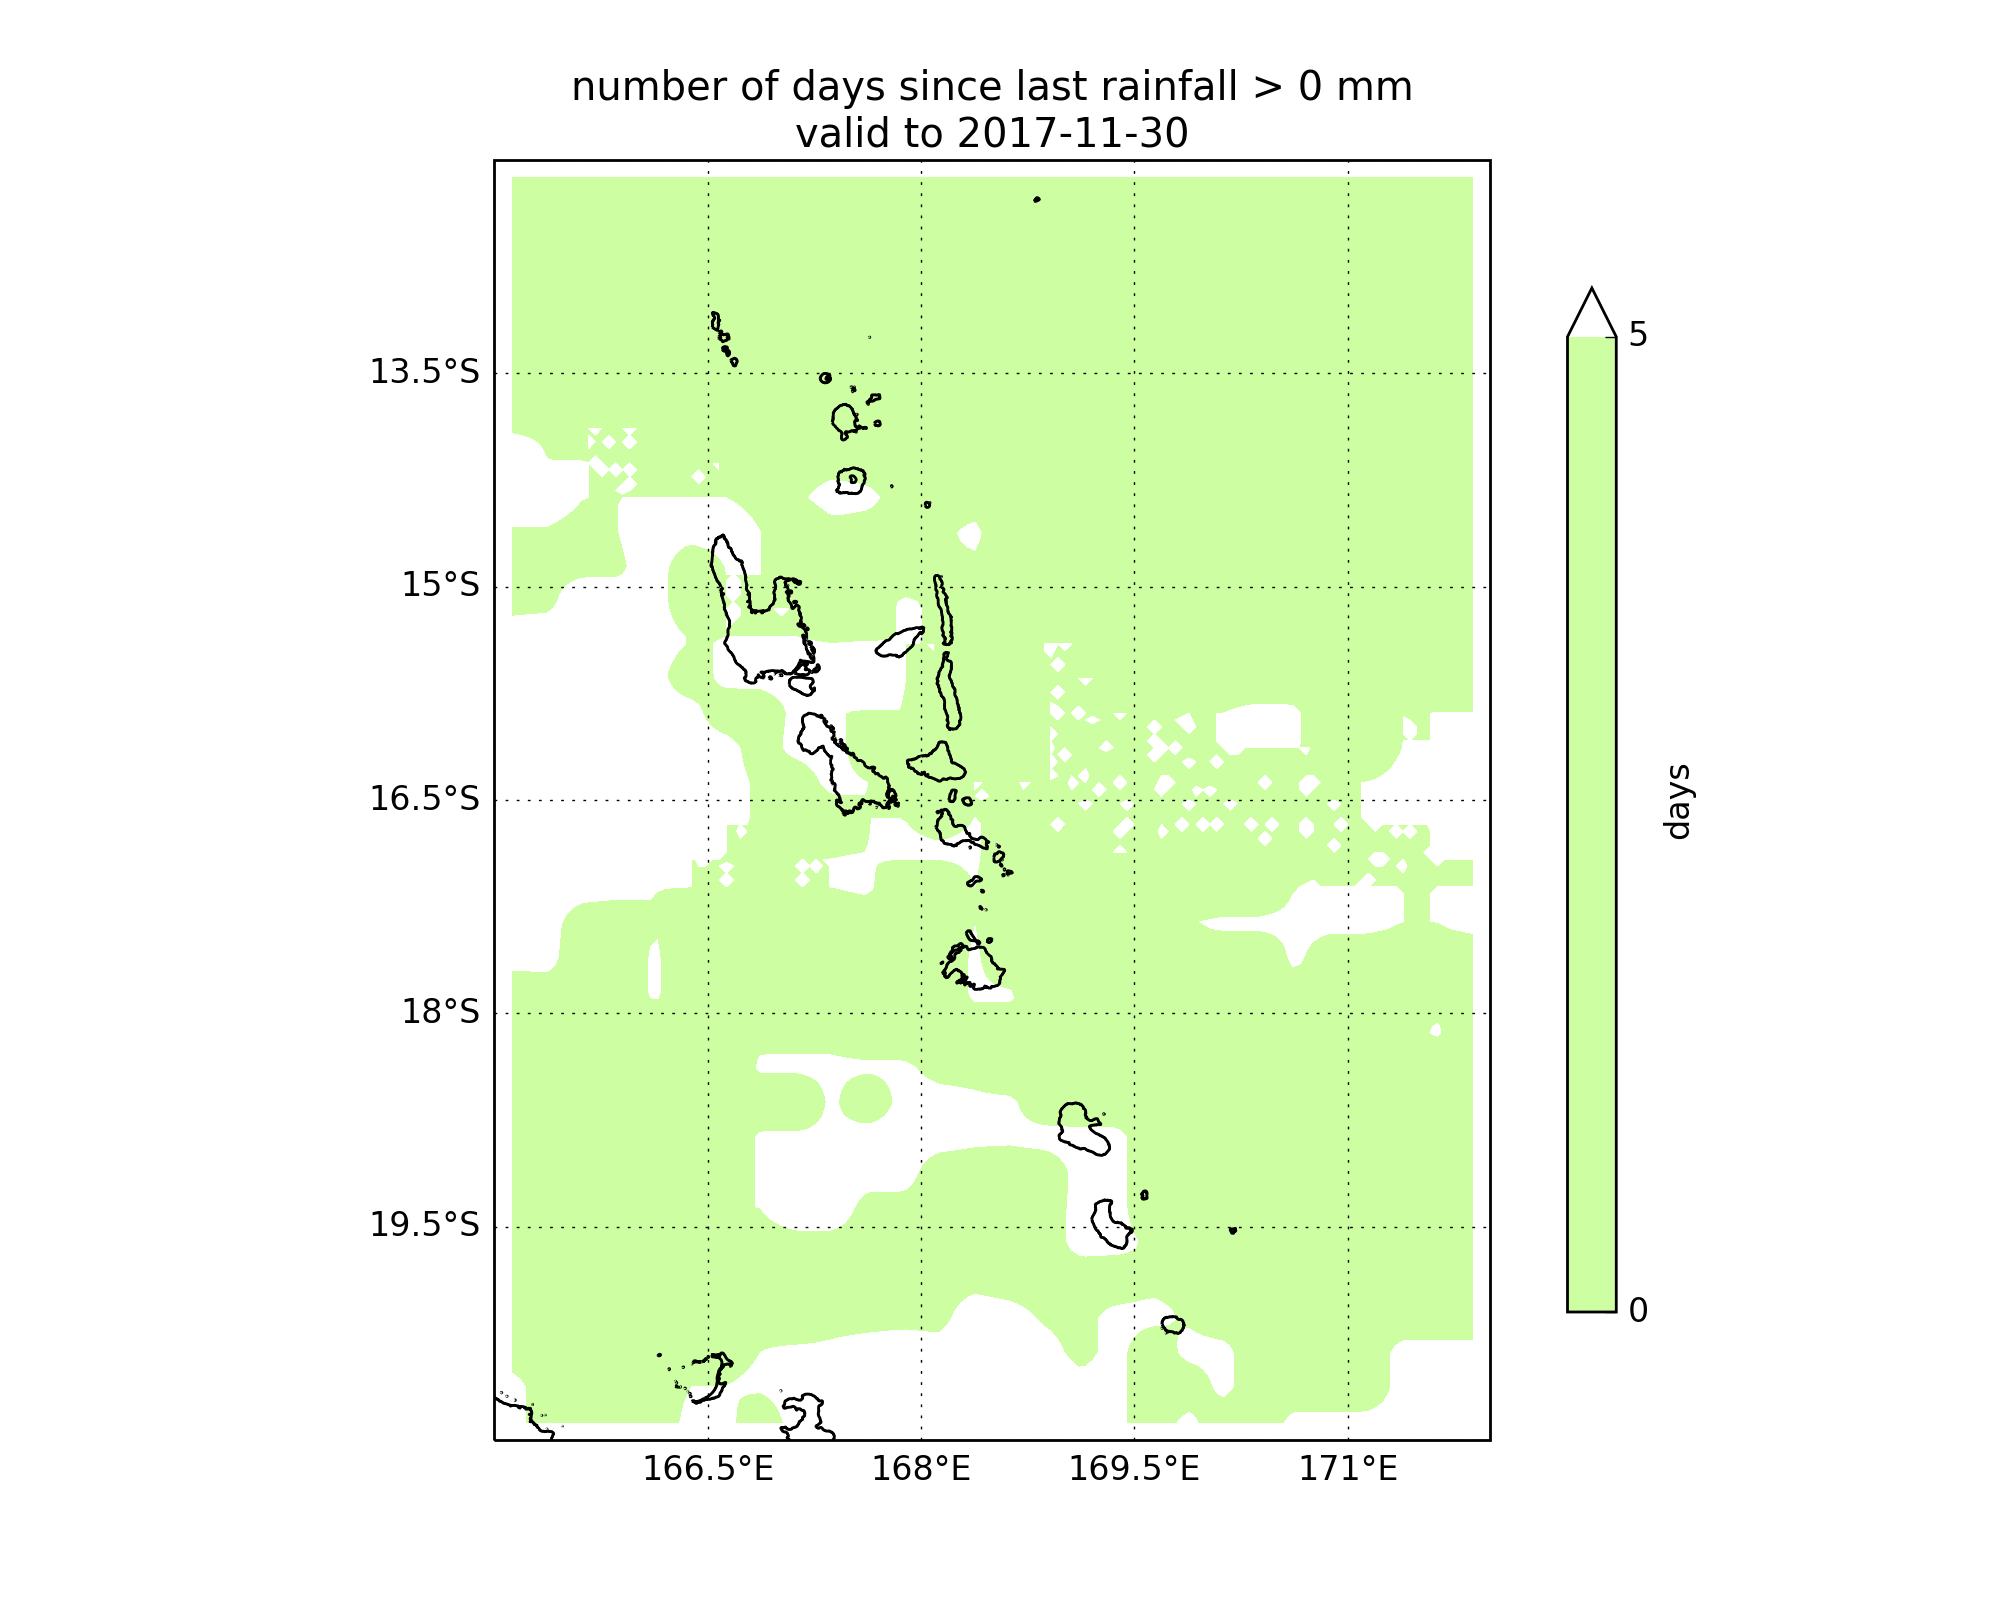 number of days since last rainfall > 0 mm
valid to 2017-11-30
13.5°S
15°S
16.5°S
18°S
19.5°S
166.5°E
168°E
169.5°E
171°E
5
days
0